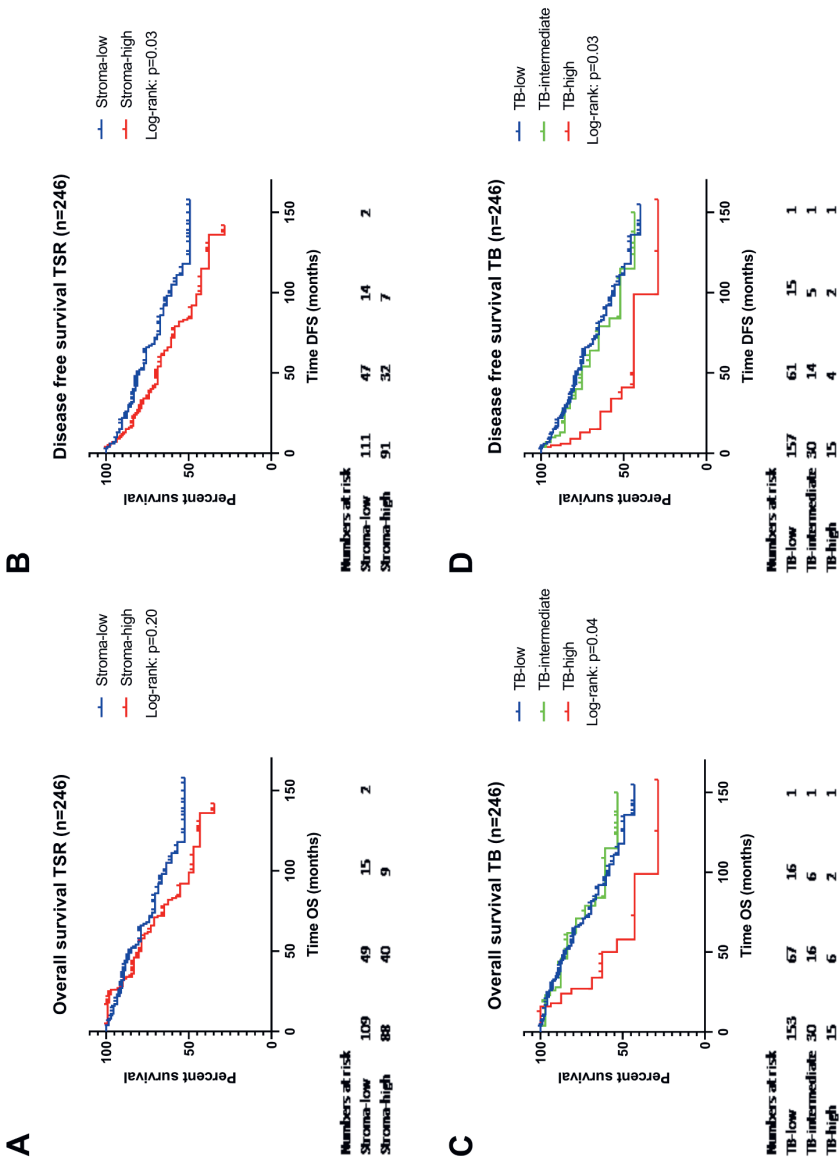 A
Overall survival TSR (n=246)
Percent survival
100
50
0
0 50 100 150
Time OS (months)
Stroma-low
Stroma-high
Log-rank: p=0.20
Numbers at risk
Stroma-low 109 49 15 2
Stroma-high 88 40 9
B
Disease free survival TSR (n=246)
Percent survival
100
50
0
0 50 100 150
Time DFS (months)
Stroma-low
Stroma-high
Log-rank: p=0.03
Numbers at risk
Stroma-low 111 47 14 2
Stroma-high 91 32 7
C
Overall survival TB (n=246)
Percent survival
100
50
0
0 50 100 150
Time OS (months)
TB-low
TB-intermediate
TB-high
Log-rank: p=0.04
Numbers at risk
TB-low 153 67 16 1
TB-intermediate 30 16 6 1
TB-high 15 6 2 1
D
Disease free survival TB (n=246)
Percent survival
100
50
0
0 50 100 150
Time DFS (months)
TB-low
TB-intermediate
TB-high
Log-rank: p=0.03
Numbers at risk
TB-low 157 61 15 1
TB-intermediate 30 14 5 1
TB-high 15 4 2 1